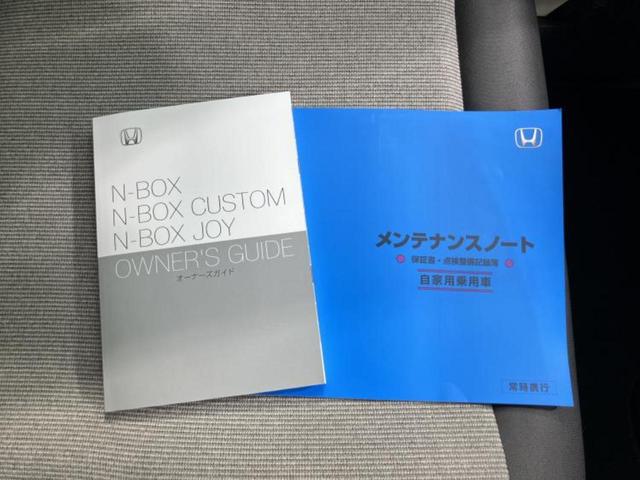 N-BOX
N-BOX CUSTOM
N-BOX JOY
OWNER'S GUIDE
オーナーズガイド
メンテナンスノート
保証書・点検整備記録簿
自家用乗用車
常時携行